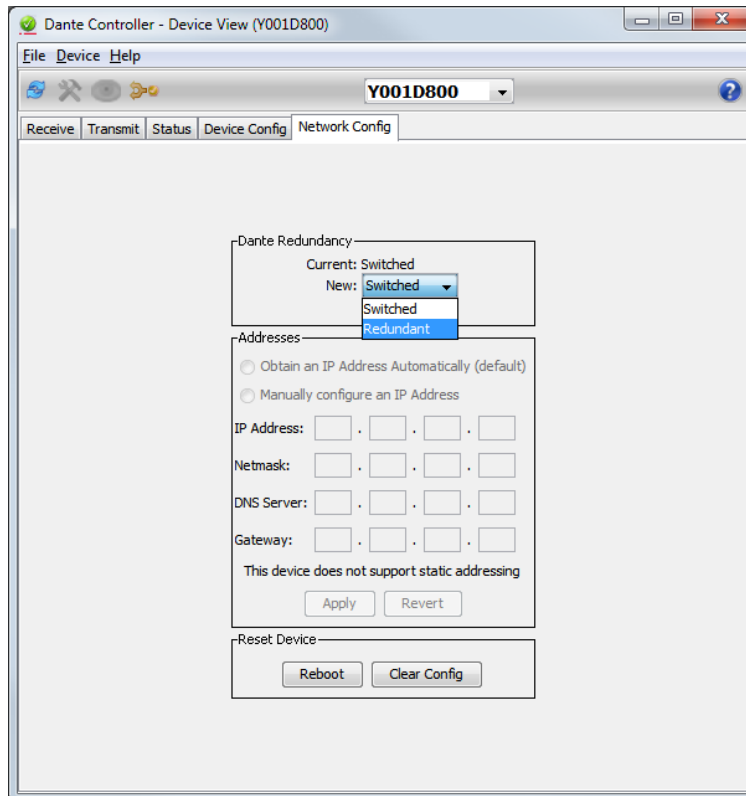 Dante Controller - Device View (Y001D800)
File Device Help
Y001D800
Receive Transmit Status Device Config Network Config
Dante Redundancy
Current: Switched
New: Switched
Switched
Redundant
Addresses
Obtain an IP Address Automatically (default)
Manually configure an IP Address
IP Address: . . .
Netmask: . . .
DNS Server: . . .
Gateway: . . .
This device does not support static addressing
Apply Revert
Reset Device
Reboot Clear Config